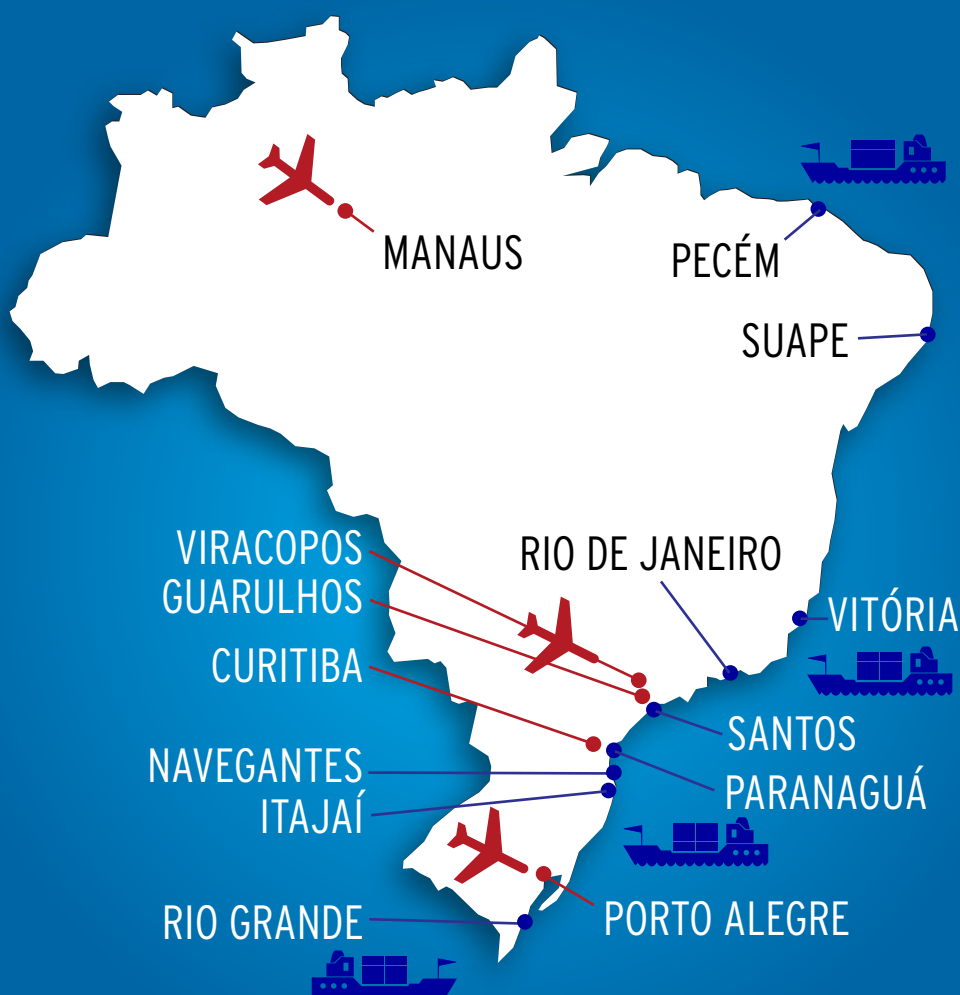 MANAUS
PECÉM
SUAPE
VIRACOPOS
RIO DE JANEIRO
GUARULHOS
VITÓRIA
CURITIBA
SANTOS
NAVEGANTES
PARANAGUÁ
ITAJAÍ
RIO GRANDE
PORTO ALEGRE